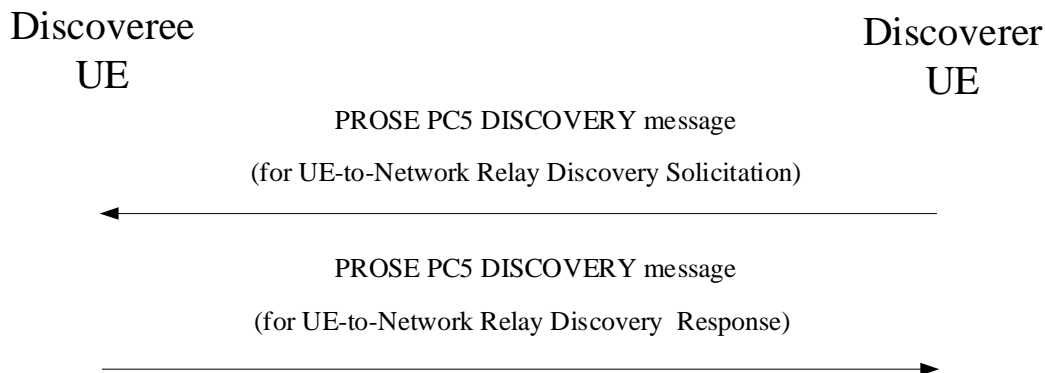 Discoveree
UE
Discoverer
UE
PROSE PC5 DISCOVERY message
(for UE-to-Network Relay Discovery Solicitation)
PROSE PC5 DISCOVERY message
(for UE-to-Network Relay Discovery Response)